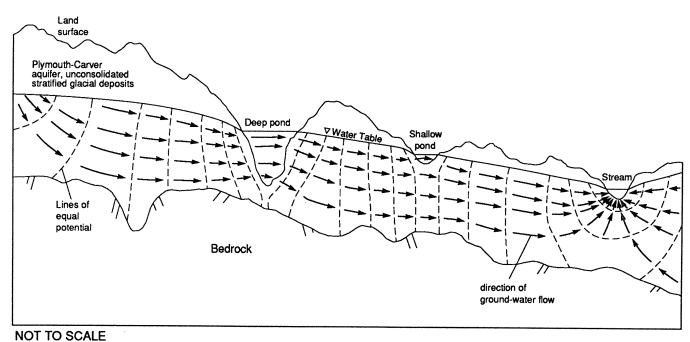 Land
surface
Plymouth-Carver
aquifer, unconsolidated
stratified glacial deposits
Deep pond
Water Table
Shallow
pond
Stream
Lines of
equal
potential
Bedrock
direction of
ground-water flow
NOT TO SCALE